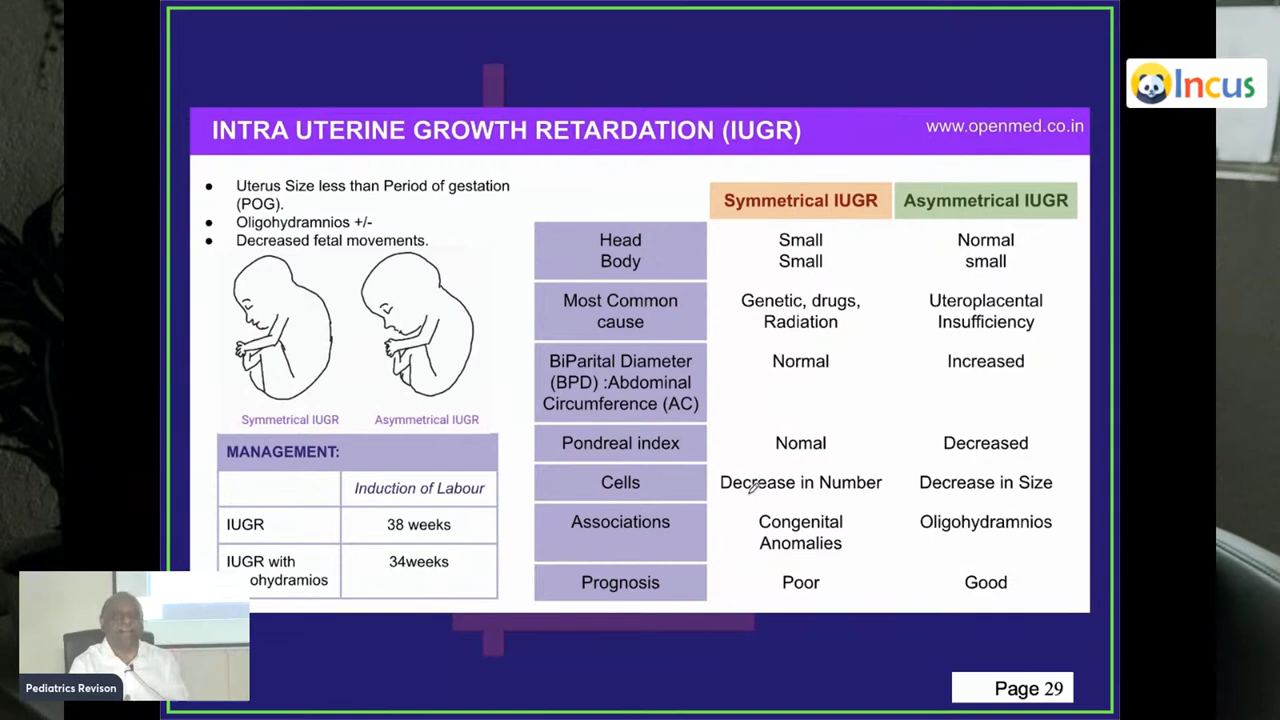 Incus
INTRA UTERINE GROWTH RETARDATION (IUGR)
www.openmed.co.in
● Uterus Size less than Period of gestation
(POG).
● Oligohydramnios +/-
● Decreased fetal movements.
Symmetrical IUGR
Asymmetrical IUGR
MANAGEMENT:
Induction of Labour
IUGR 38 weeks
IUGR with 34weeks
ohydramios
Symmetrical IUGR Asymmetrical IUGR
Head Small Normal
Body Small small
Most Common Genetic, drugs, Uteroplacental
cause Radiation Insufficiency
BiParital Diameter Normal Increased
(BPD) :Abdominal
Circumference (AC)
Pondreal index Nomal Decreased
Cells Decrease in Number Decrease in Size
Associations Congenital Oligohydramnios
Anomalies
Prognosis Poor Good
Pediatrics Revison
Page 29